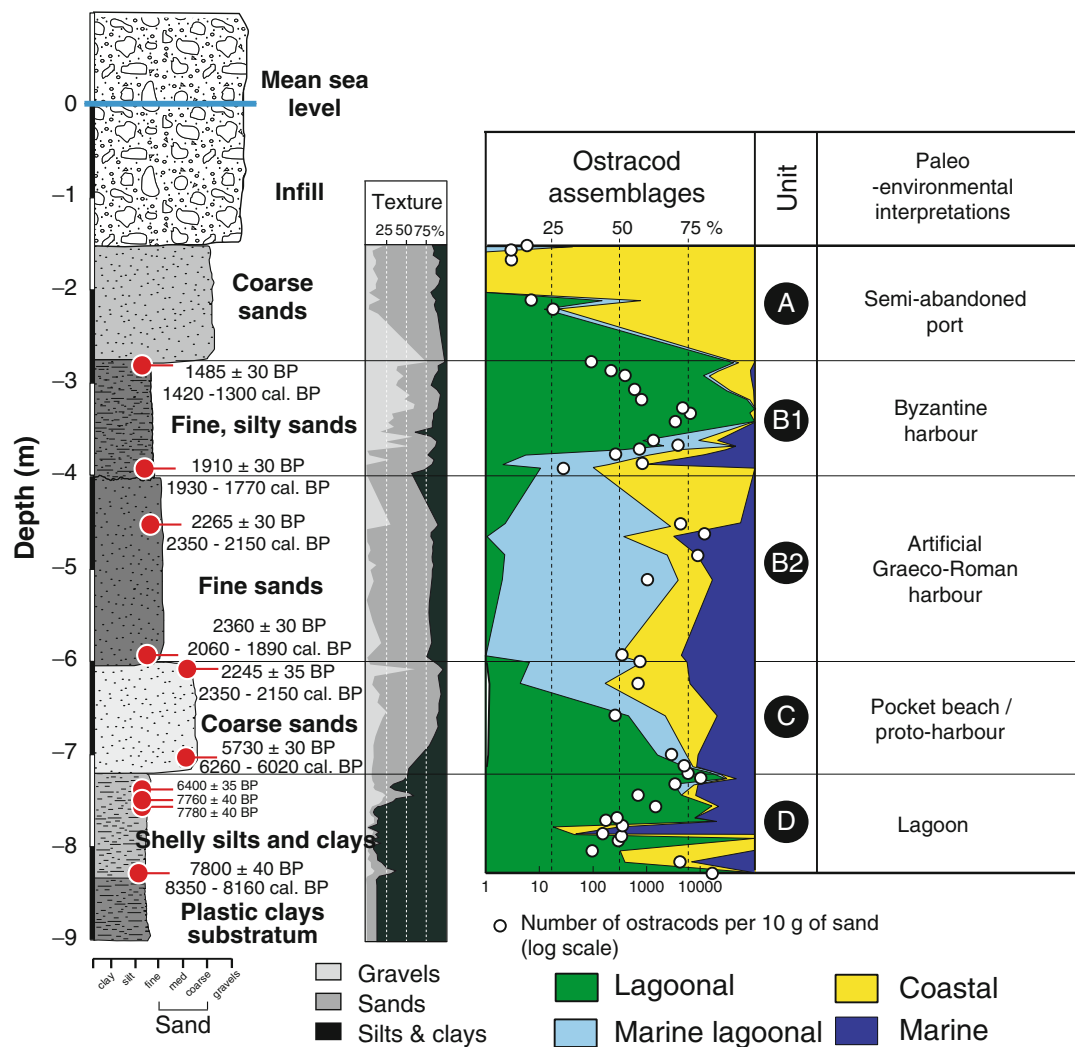 Mean sea
level
0
Infill
–1
Coarse
sands
–2
1485 ± 30 BP
1420 -1300 cal. BP
–3
Fine, silty sands
1910 ± 30 BP
–4
1930 - 1770 cal. BP
2265 ± 30 BP
2350 - 2150 cal. BP
–5
Fine sands
2360 ± 30 BP
2060 - 1890 cal. BP
–6
2245 ± 35 BP
2350 - 2150 cal. BP
Coarse sands
5730 ± 30 BP
–7
6260 - 6020 cal. BP
6400 ± 35 BP
7760 ± 40 BP
7780 ± 40 BP
Shelly silts and clays
–8
7800 ± 40 BP
8350 - 8160 cal. BP
Plastic clays
substratum
–9
Depth (m)
clay
silt
fine
med
coarse
gravels
Sand
Texture
25 50 75%
Ostracod
assemblages
25 50 75 %
Unit
Paleo
-environmental
interpretations
A
Semi-abandoned
port
B1
Byzantine
harbour
B2
Artificial
Graeco-Roman
harbour
C
Pocket beach /
proto-harbour
D
Lagoon
1 10 100 1000 10000
Number of ostracods per 10 g of sand
(log scale)
Gravels
Sands
Silts & clays
Lagoonal
Marine lagoonal
Coastal
Marine